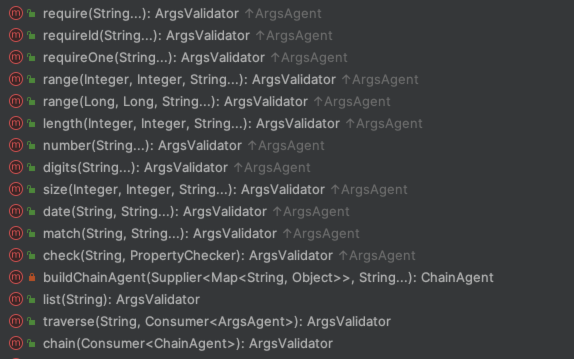 m require(String...): ArgsValidator ↑ArgsAgent
m requireId(String...): ArgsValidator ↑ArgsAgent
m requireOne(String...): ArgsValidator ↑ArgsAgent
m range(Integer, Integer, String...): ArgsValidator ↑ArgsAgent
m range(Long, Long, String...): ArgsValidator ↑ArgsAgent
m length(Integer, Integer, String...): ArgsValidator ↑ArgsAgent
m number(String...): ArgsValidator ↑ArgsAgent
m digits(String...): ArgsValidator ↑ArgsAgent
m size(Integer, Integer, String...): ArgsValidator ↑ArgsAgent
m date(String, String...): ArgsValidator ↑ArgsAgent
m match(String, String...): ArgsValidator ↑ArgsAgent
m check(String, PropertyChecker): ArgsValidator ↑ArgsAgent
m buildChainAgent(Supplier<Map<String, Object>>, String...): ChainAgent
m list(String): ArgsValidator
m traverse(String, Consumer<ArgsAgent>): ArgsValidator
m chain(Consumer<ChainAgent>): ArgsValidator